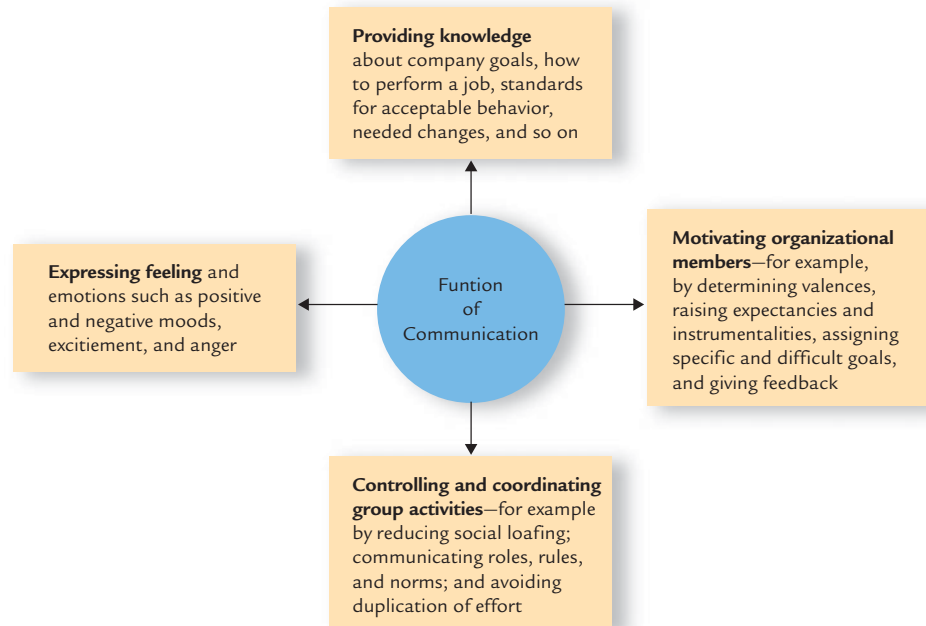 Providing knowledge
about company goals, how
to perform a job, standards
for acceptable behavior,
needed changes, and so on
Expressing feeling and
emotions such as positive
and negative moods,
excitiement, and anger
Funtion
of
Communication
Motivating organizational
members—for example,
by determining valences,
raising expectancies and
instrumentalities, assigning
specific and difficult goals,
and giving feedback
Controlling and coordinating
group activities—for example
by reducing social loafing;
communicating roles, rules,
and norms; and avoiding
duplication of effort